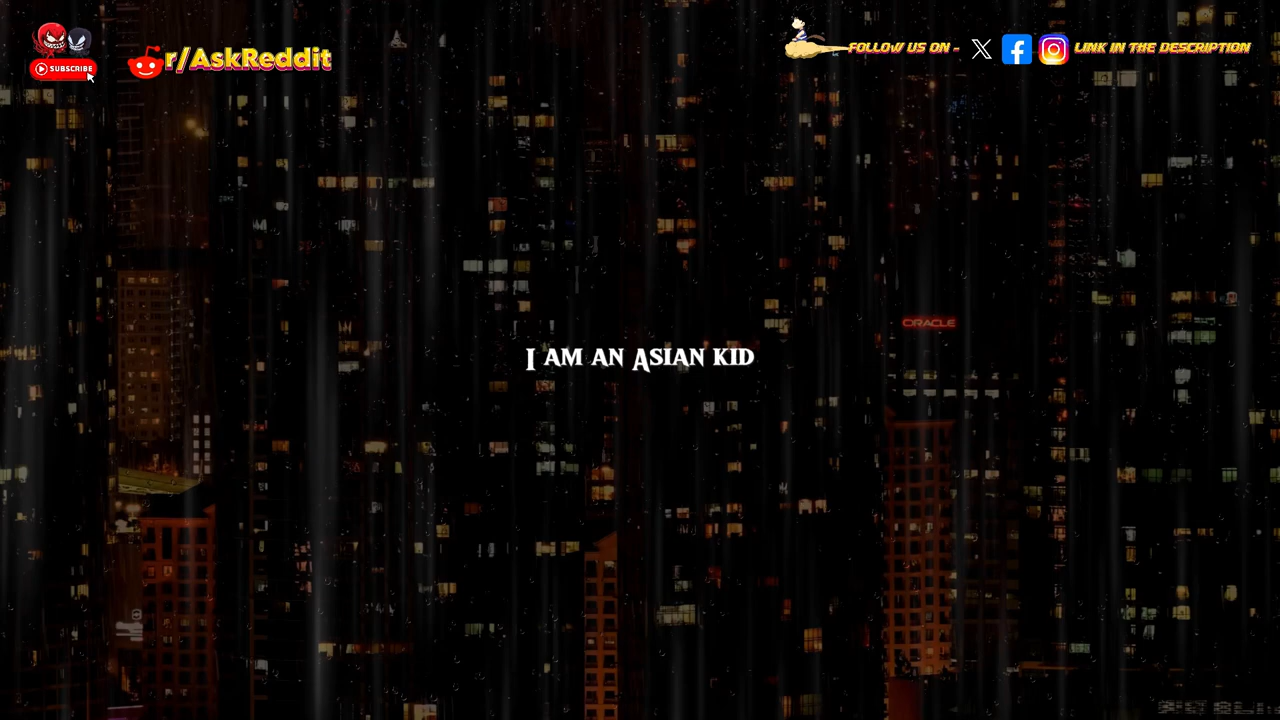 SUBSCRIBE
r/AskReddit
FOLLOW US ON -
LINK IN THE DESCRIPTION
ORACLE
I AM AN ASIAN KID